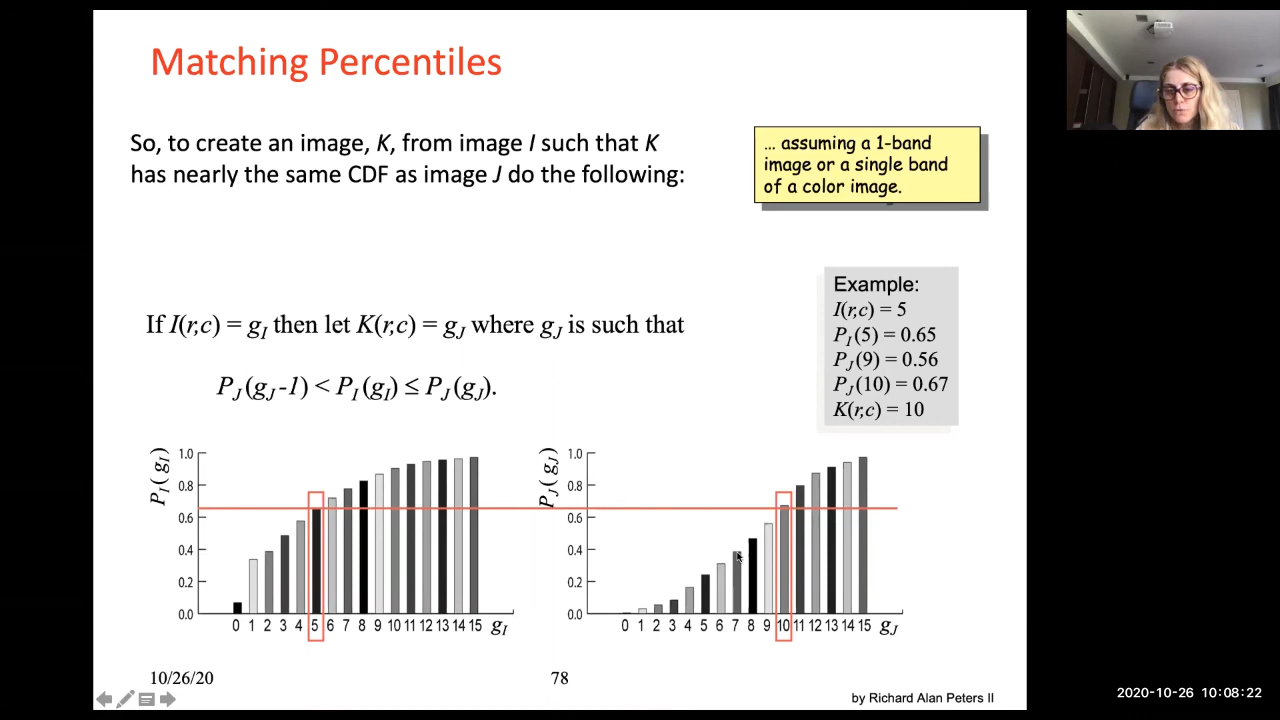 Matching Percentiles
So, to create an image, K, from image I such that K
has nearly the same CDF as image J do the following:
... assuming a 1-band
image or a single band
of a color image.
Example:
I(r,c) = 5
P_I(5) = 0.65
P_J(9) = 0.56
P_J(10) = 0.67
K(r,c) = 10
If I(r,c) = g_I then let K(r,c) = g_J where g_J is such that
P_J(g_J-1) < P_I(g_I) ≤ P_J(g_J).
P_I(g_I)
1.0
0.8
0.6
0.4
0.2
0.0
0 1 2 3 4 5 6 7 8 9 10 11 12 13 14 15 g_I
P_J(g_J)
1.0
0.8
0.6
0.4
0.2
0.0
0 1 2 3 4 5 6 7 8 9 10 11 12 13 14 15 g_J
10/26/20
78
by Richard Alan Peters II
2020-10-26 10:08:22